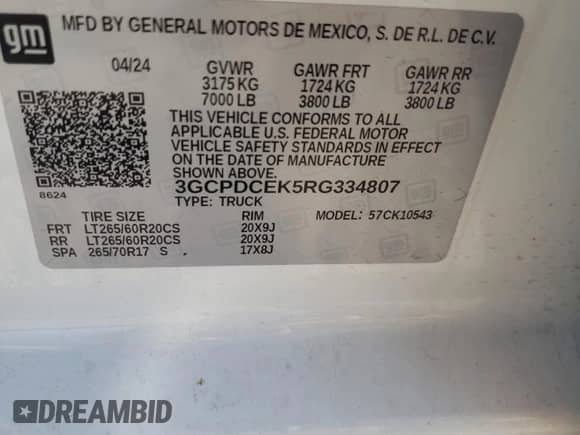 gm MFD BY GENERAL MOTORS DE MEXICO, S. DE R.L. DE C.V.
04/24 GVWR GAWR FRT GAWR RR
3175 KG 1724 KG 1724 KG
7000 LB 3800 LB 3800 LB
THIS VEHICLE CONFORMS TO ALL
APPLICABLE U.S. FEDERAL MOTOR
VEHICLE SAFETY STANDARDS IN EFFECT
ON THE DATE OF MANUFACTURE
SHOWN ABOVE.
8624
3GCPDCEK5RG334807
TYPE: TRUCK MODEL: 57CK10543
TIRE SIZE RIM
FRT LT265/60R20CS 20X9J
RR LT265/60R20CS 20X9J
SPA 265/70R17 S 17X8J
DREAMBID